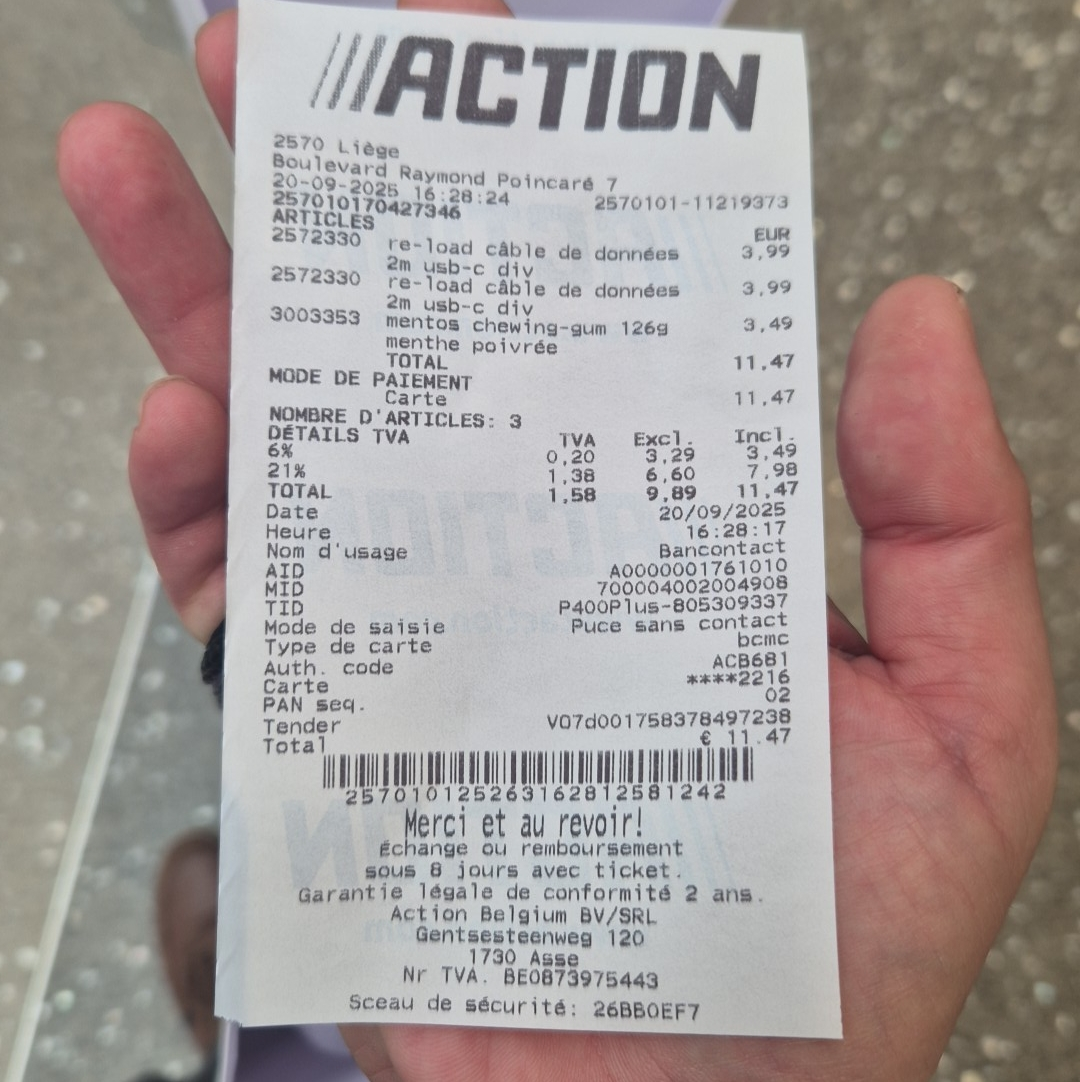 ///ACTION
2570 Liège
Boulevard Raymond Poincaré 7
20-09-2025 16:28:24 2570101-11219373
257010170427346
ARTICLES EUR
2572330 re-load câble de données 3,99
2m usb-c div
2572330 re-load câble de données 3,99
2m usb-c div
3003353 mentos chewing-gum 126g 3,49
menthe poivrée
TOTAL 11,47
MODE DE PAIEMENT
Carte 11,47
NOMBRE D'ARTICLES: 3
DÉTAILS TVA TVA Excl. Incl.
6% 0,20 3,29 3,49
21% 1,38 6,60 7,98
TOTAL 1,58 9,89 11,47
Date 20/09/2025
Heure 16:28:17
Nom d'usage Bancontact
AID A0000001761010
MID 700004002004908
TID P400Plus-805309337
Mode de saisie Puce sans contact
Type de carte bcmc
Auth. code ACB681
Carte ****2216
PAN seq. 02
Tender V07d001758378497238
Total € 11.47
257010125263162812581242
Merci et au revoir!
Échange ou remboursement
sous 8 jours avec ticket.
Garantie légale de conformité 2 ans.
Action Belgium BV/SRL
Gentsesteenweg 120
1730 Asse
Nr TVA. BE0873975443
Sceau de sécurité: 26BB0EF7